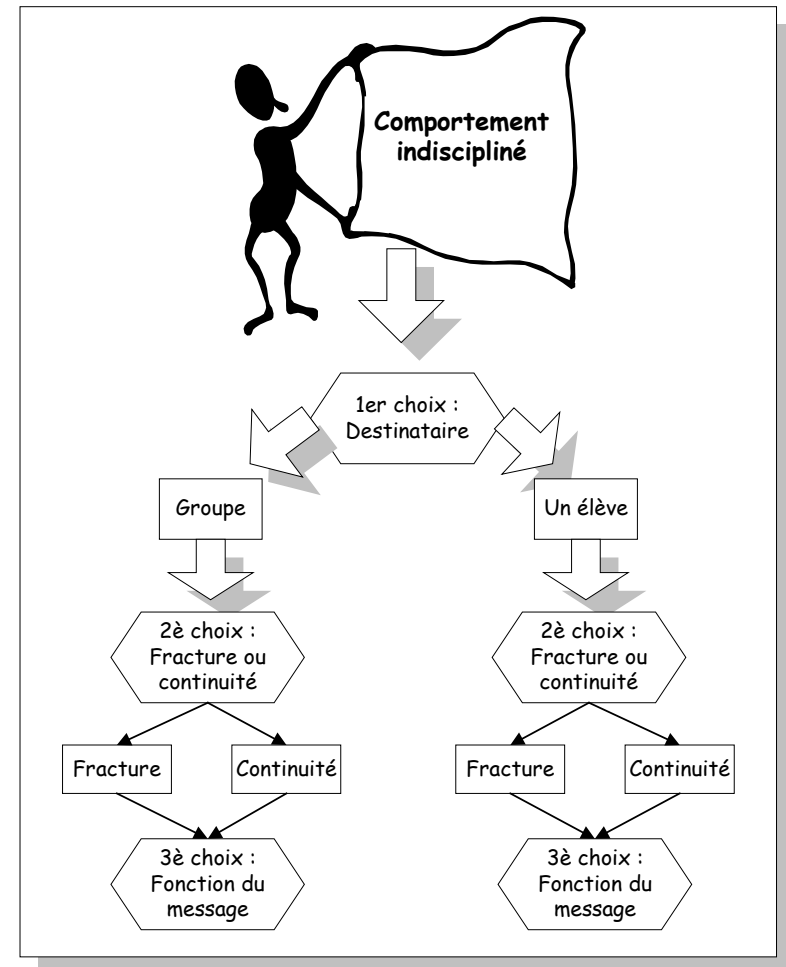 Comportement
indiscipliné
1er choix :
Destinataire
Groupe
Un élève
2è choix :
Fracture ou
continuité
2è choix :
Fracture ou
continuité
Fracture
Continuité
Fracture
Continuité
3è choix :
Fonction du
message
3è choix :
Fonction du
message